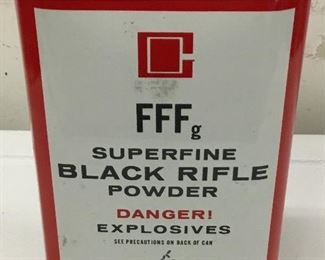 FFFg
SUPERFINE
BLACK RIFLE
POWDER
DANGER!
EXPLOSIVES
SEE PRECAUTIONS ON BACK OF CAN